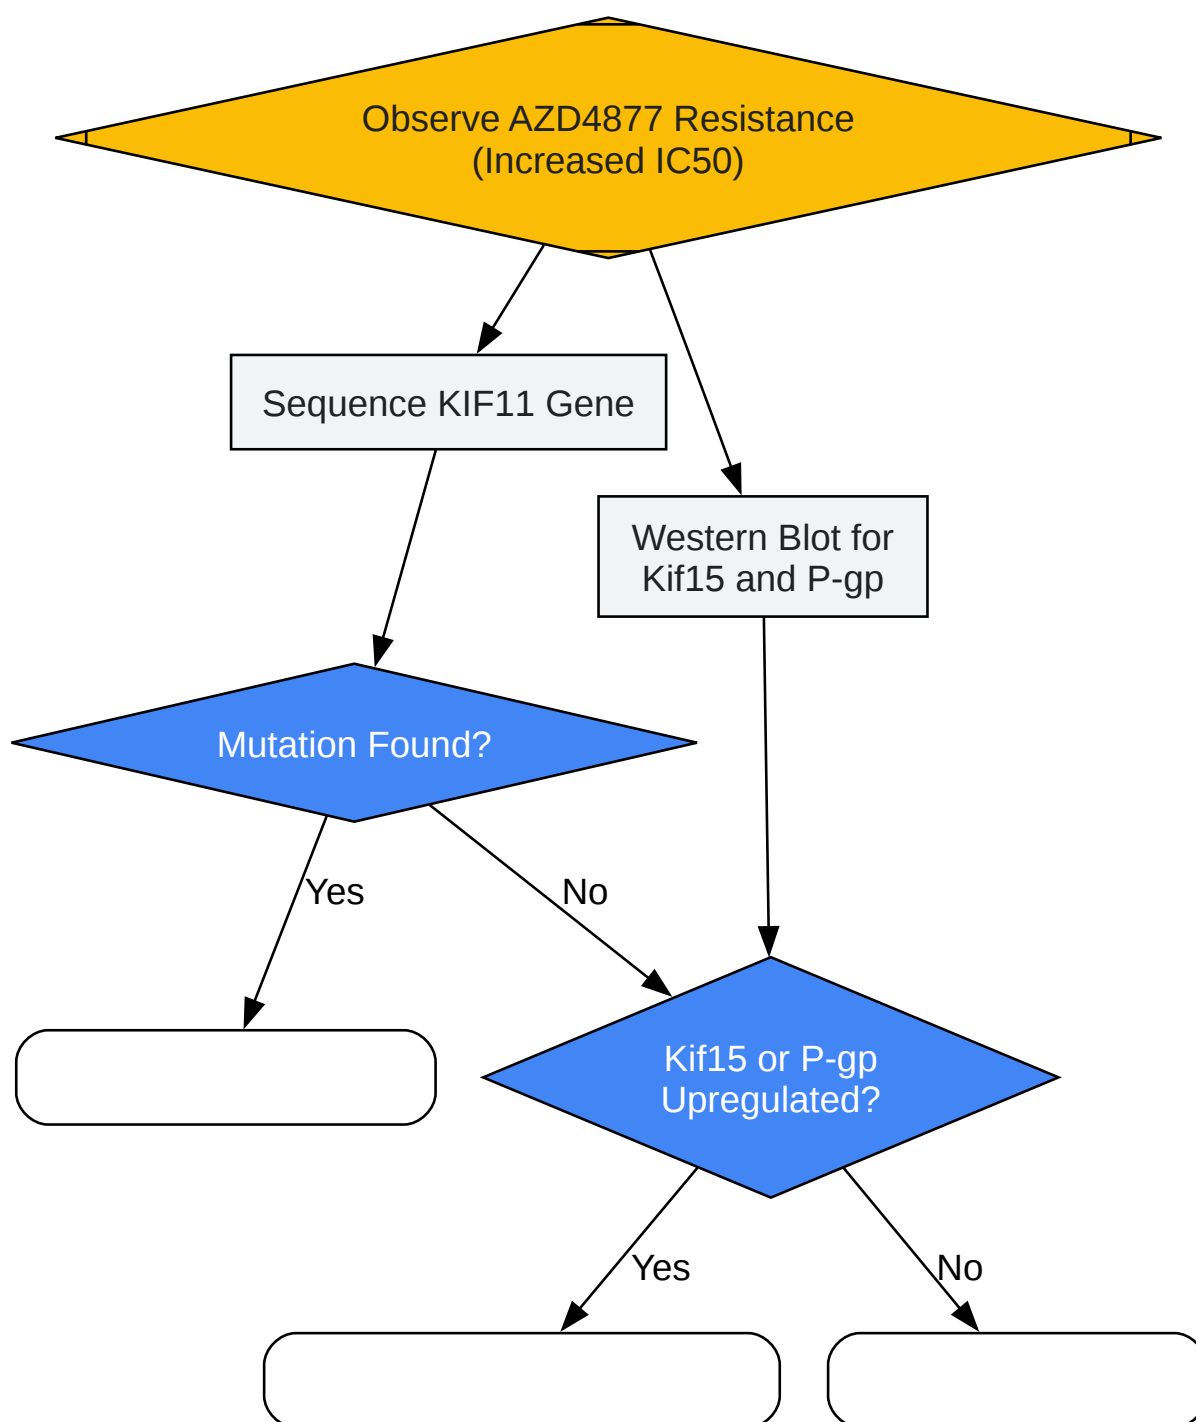 Observe AZD4877 Resistance
(Increased IC50)
Sequence KIF11 Gene
Western Blot for
Kif15 and P-gp
Mutation Found?
Yes
No
Kif15 or P-gp
Upregulated?
Yes
No